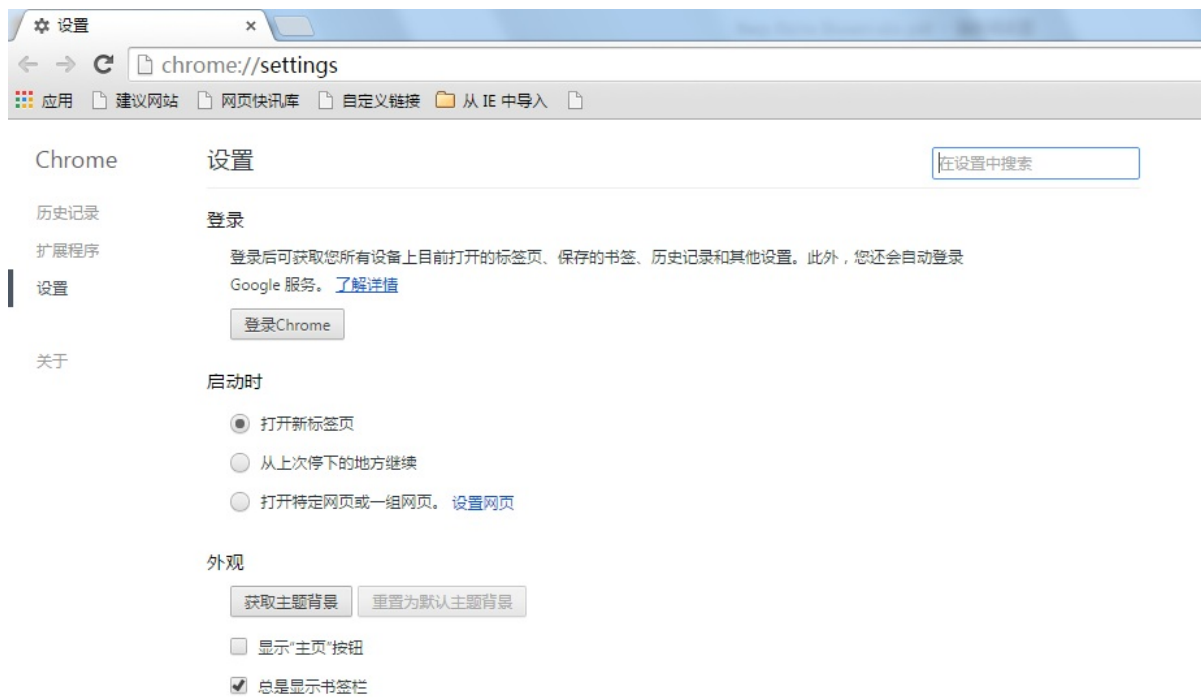 设置
chrome://settings
应用 建议网站 网页快讯库 自定义链接 从 IE 中导入
Chrome
历史记录
扩展程序
设置
关于
设置
在设置中搜索
登录
登录后可获取您所有设备上目前打开的标签页、保存的书签、历史记录和其他设置。此外，您还会自动登录
Google 服务。 了解详情
登录Chrome
启动时
打开新标签页
从上次停下的地方继续
打开特定网页或一组网页。 设置网页
外观
获取主题背景 重置为默认主题背景
显示“主页”按钮
总是显示书签栏